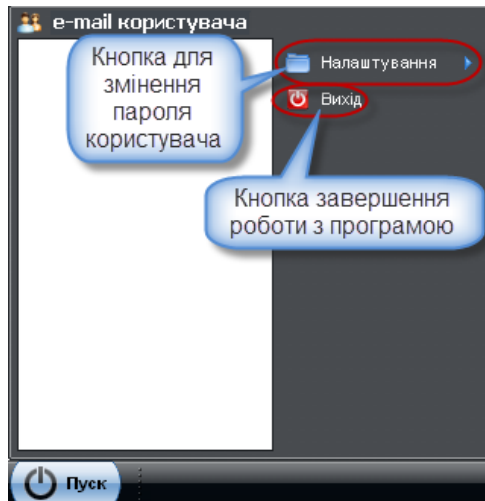 e-mail користувача
Кнопка для
змінення
пароля
користувача
Налаштування
Вихід
Кнопка завершення
роботи з програмою
Пуск